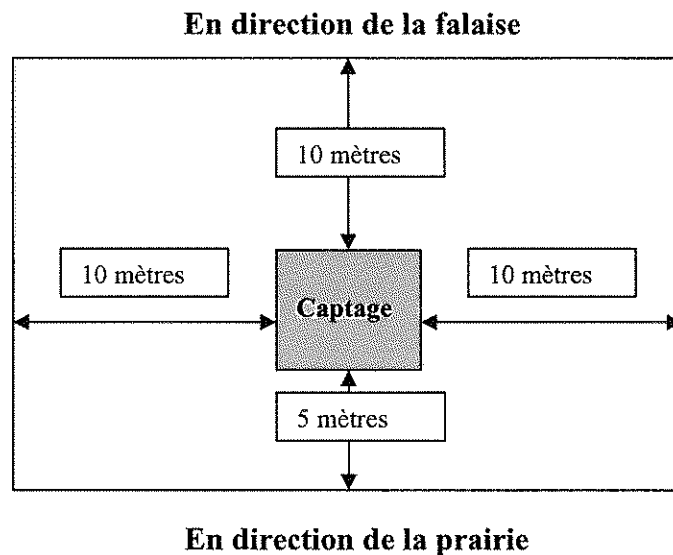 En direction de la falaise
10 mètres
10 mètres
10 mètres
Captage
5 mètres
En direction de la prairie